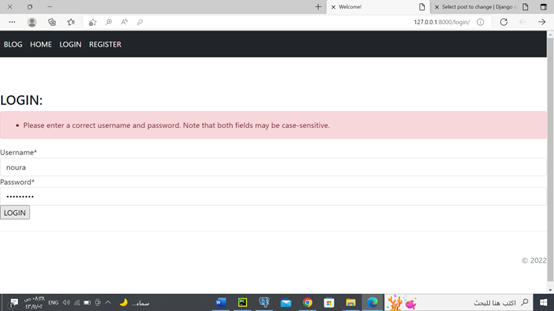 Welcome!
Select post to change | Django s
127.0.0.1:8000/login/
BLOG HOME LOGIN REGISTER
LOGIN:
Please enter a correct username and password. Note that both fields may be case-sensitive.
Username*
noura
Password*
•••••••••
LOGIN
© 2022
ENG
سماء...
اكتب هنا للبحث